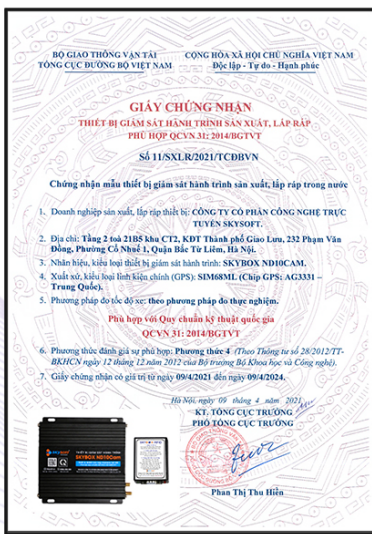 BỘ GIAO THÔNG VẬN TẢI
TỔNG CỤC ĐƯỜNG BỘ VIỆT NAM
CỘNG HÒA XÃ HỘI CHỦ NGHĨA VIỆT NAM
Độc lập - Tự do - Hạnh phúc
GIẤY CHỨNG NHẬN
THIẾT BỊ GIÁM SÁT HÀNH TRÌNH SẢN XUẤT, LẮP RÁP
PHÙ HỢP QCVN 31: 2014/BGTVT
Số 11/SXLR/2021/TCĐBVN
Chứng nhận mẫu thiết bị giám sát hành trình sản xuất, lắp ráp trong nước
1. Doanh nghiệp sản xuất, lắp ráp thiết bị: CÔNG TY CỔ PHẦN CÔNG NGHỆ TRỰC
TUYẾN SKYSOFT.
2. Địa chỉ: Tầng 2 toà 21B5 khu CT2, KĐT Thành phố Giao Lưu, 232 Phạm Văn
Đồng, Phường Cổ Nhuế 1, Quận Bắc Từ Liêm, Hà Nội.
3. Nhãn hiệu, kiểu loại thiết bị giám sát hành trình: SKYBOX ND10CAM.
4. Xuất xứ, kiểu loại linh kiện chính (GPS): SIM68ML (Chip GPS: AG3331 –
Trung Quốc).
5. Phương pháp đo tốc độ xe: theo phương pháp đo thực nghiệm.
Phù hợp với Quy chuẩn kỹ thuật quốc gia
QCVN 31: 2014/BGTVT
6. Phương thức đánh giá sự phù hợp: Phương thức 4 (Theo Thông tư số 28/2012/TT-
BKHCN ngày 12 tháng 12 năm 2012 của Bộ trưởng Bộ Khoa học và Công nghệ).
7. Giấy chứng nhận có giá trị từ ngày 09/4/2021 đến ngày 09/4/2024.
Hà Nội, ngày 09 tháng 4 năm 2021
KT. TỔNG CỤC TRƯỞNG
PHÓ TỔNG CỤC TRƯỞNG
Phan Thị Thu Hiền
SKYBOX ND10Cam